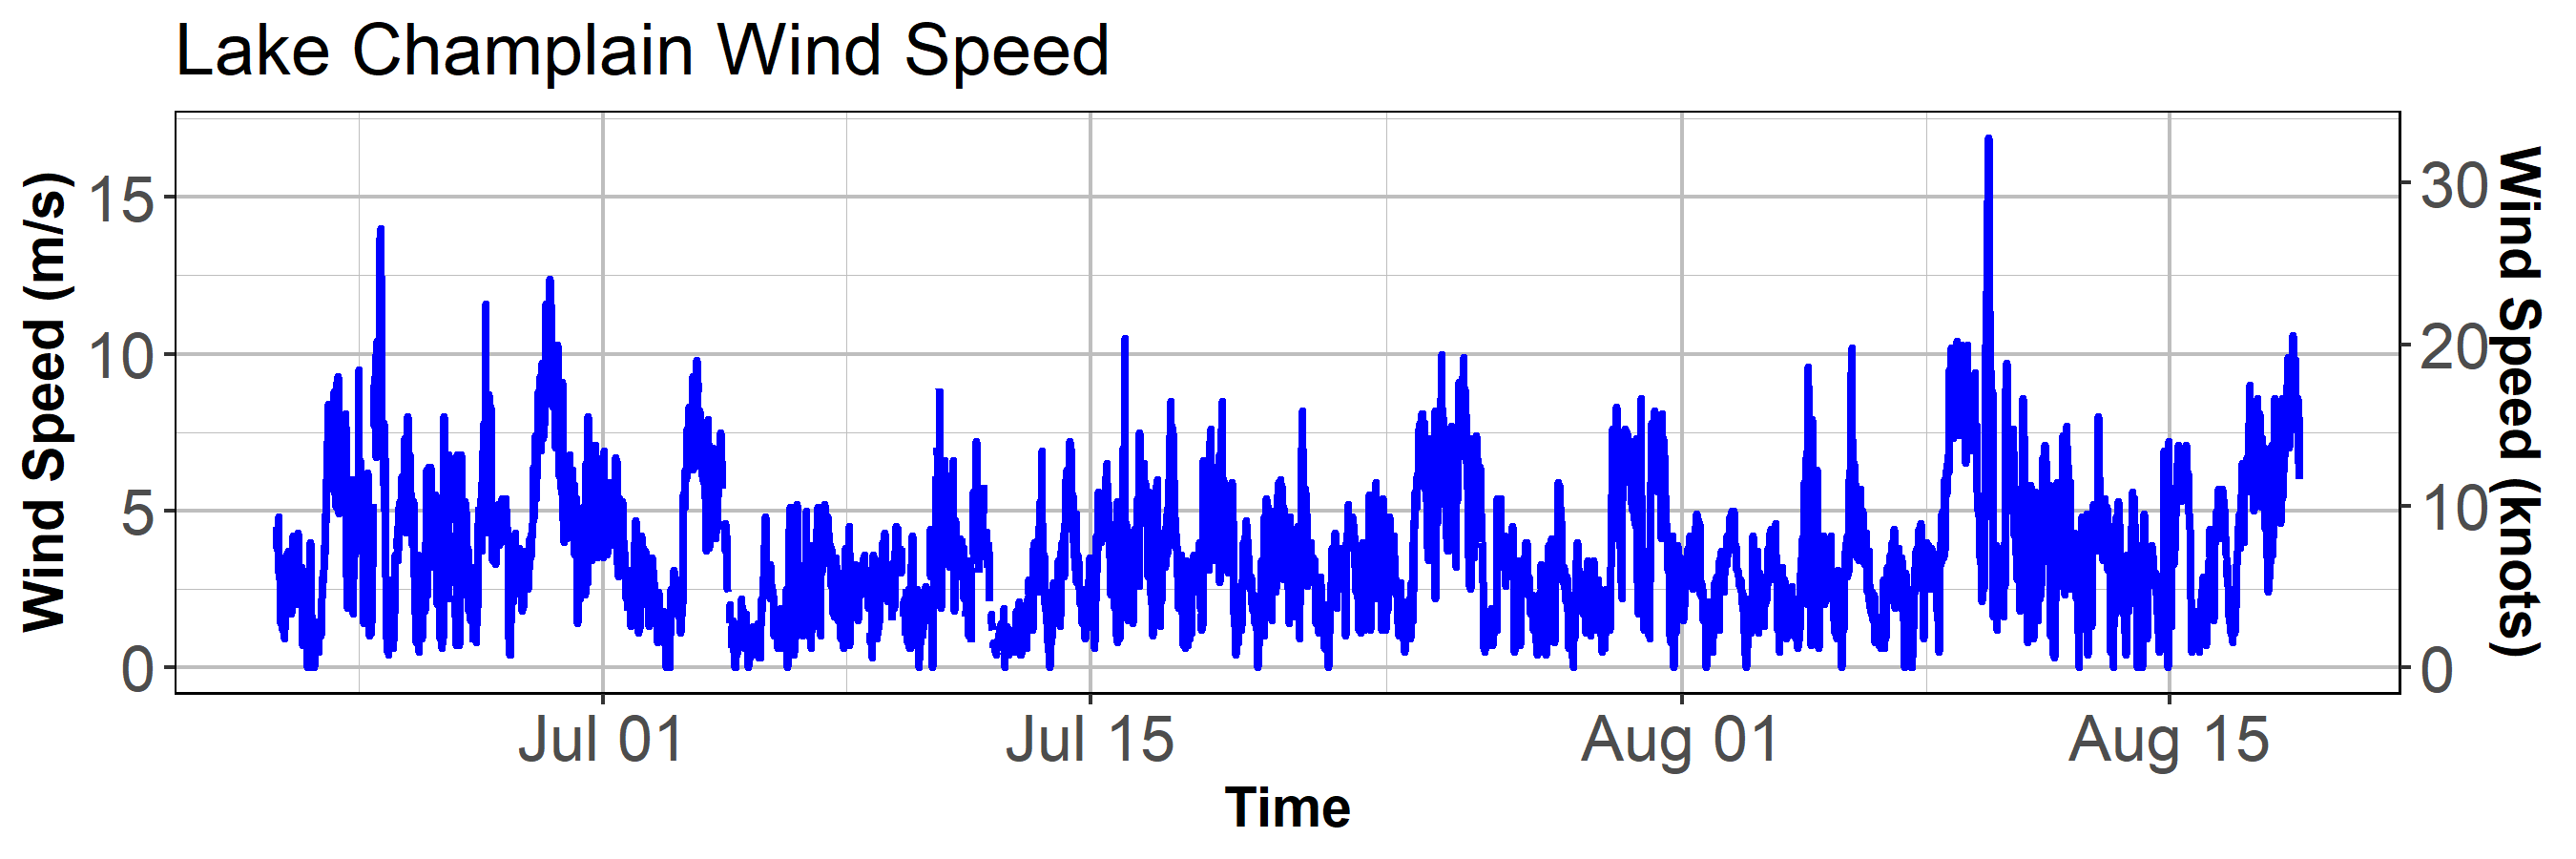 Lake Champlain Wind Speed
Wind Speed (m/s)
15
10
5
0
30
20
10
0
Wind Speed (knots)
Jul 01
Jul 15
Aug 01
Aug 15
Time